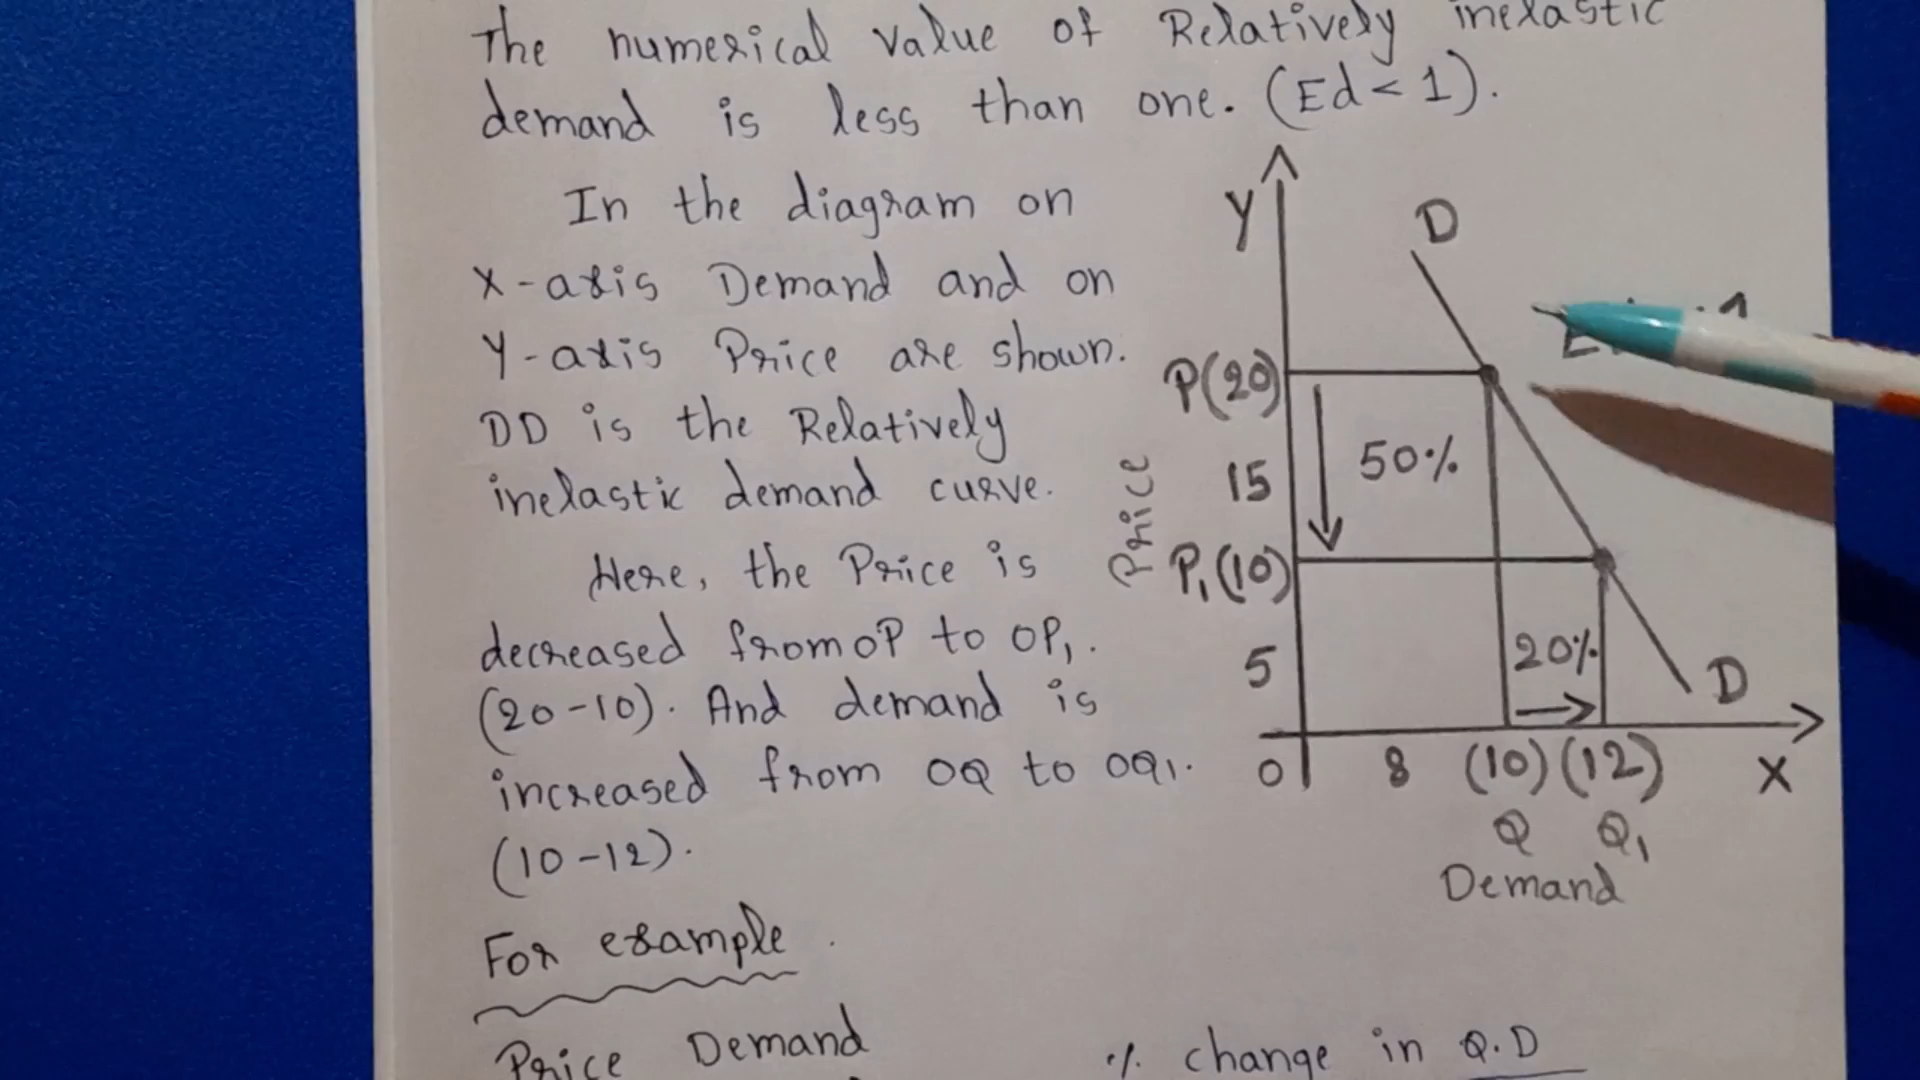 The numerical value of Relatively inelastic
demand is less than one. (Ed < 1).
In the diagram on
X-axis Demand and on
Y-axis Price are shown.
DD is the Relatively
inelastic demand curve.
Here, the Price is
decreased from OP to OP₁.
(20-10). And demand is
increased from OQ to OQ₁.
(10-12).
For example
Price Demand
% change in Q.D
Y
D
P(20)
50%
15
Price
P₁(10)
20%
5
D
0 8 (10) (12) X
Q Q₁
Demand